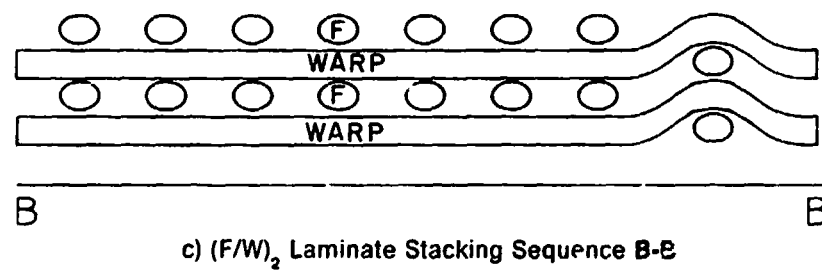 F
WARP
F
WARP
B B
c) (F/W)₂ Laminate Stacking Sequence B-B